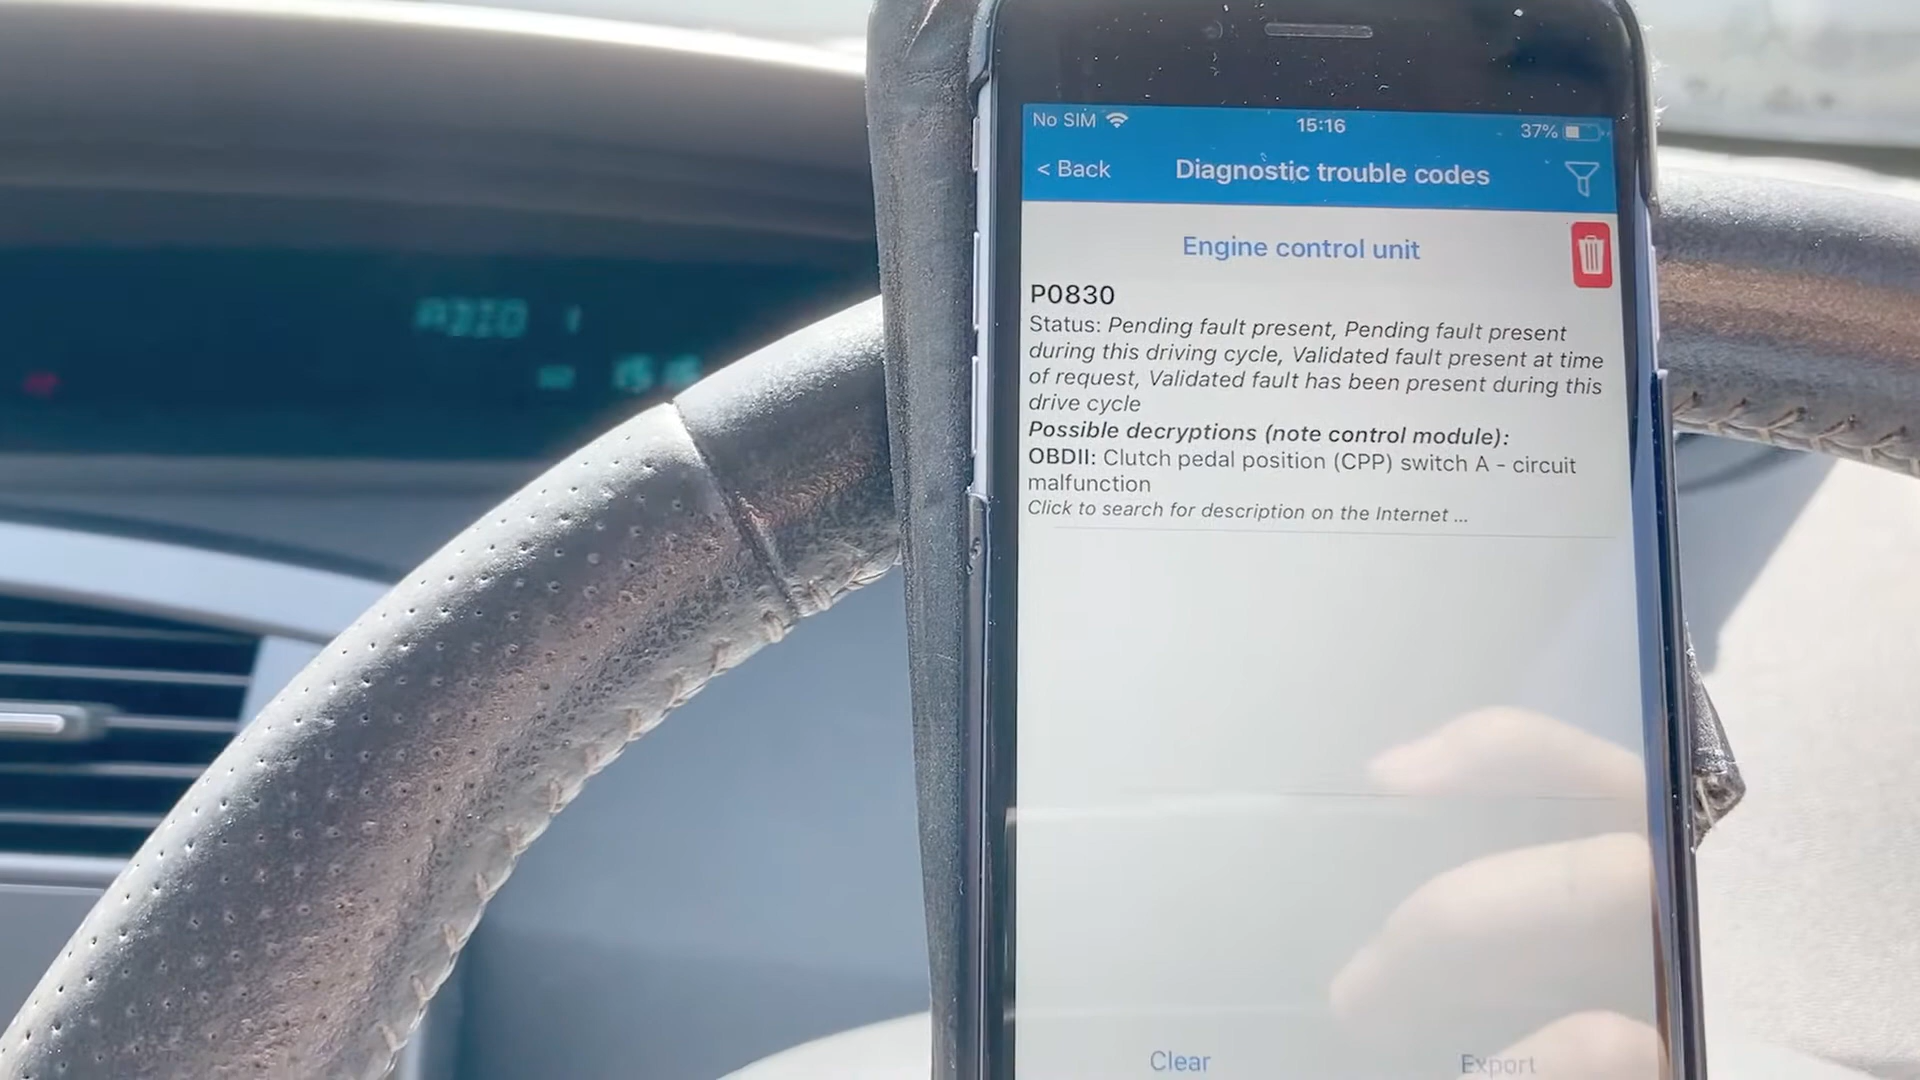 No SIM
15:16
37%
< Back
Diagnostic trouble codes
Engine control unit
P0830
Status: Pending fault present, Pending fault present
during this driving cycle, Validated fault present at time
of request, Validated fault has been present during this
drive cycle
Possible decryptions (note control module):
OBDII: Clutch pedal position (CPP) switch A - circuit
malfunction
Click to search for description on the Internet ...
Clear
Export